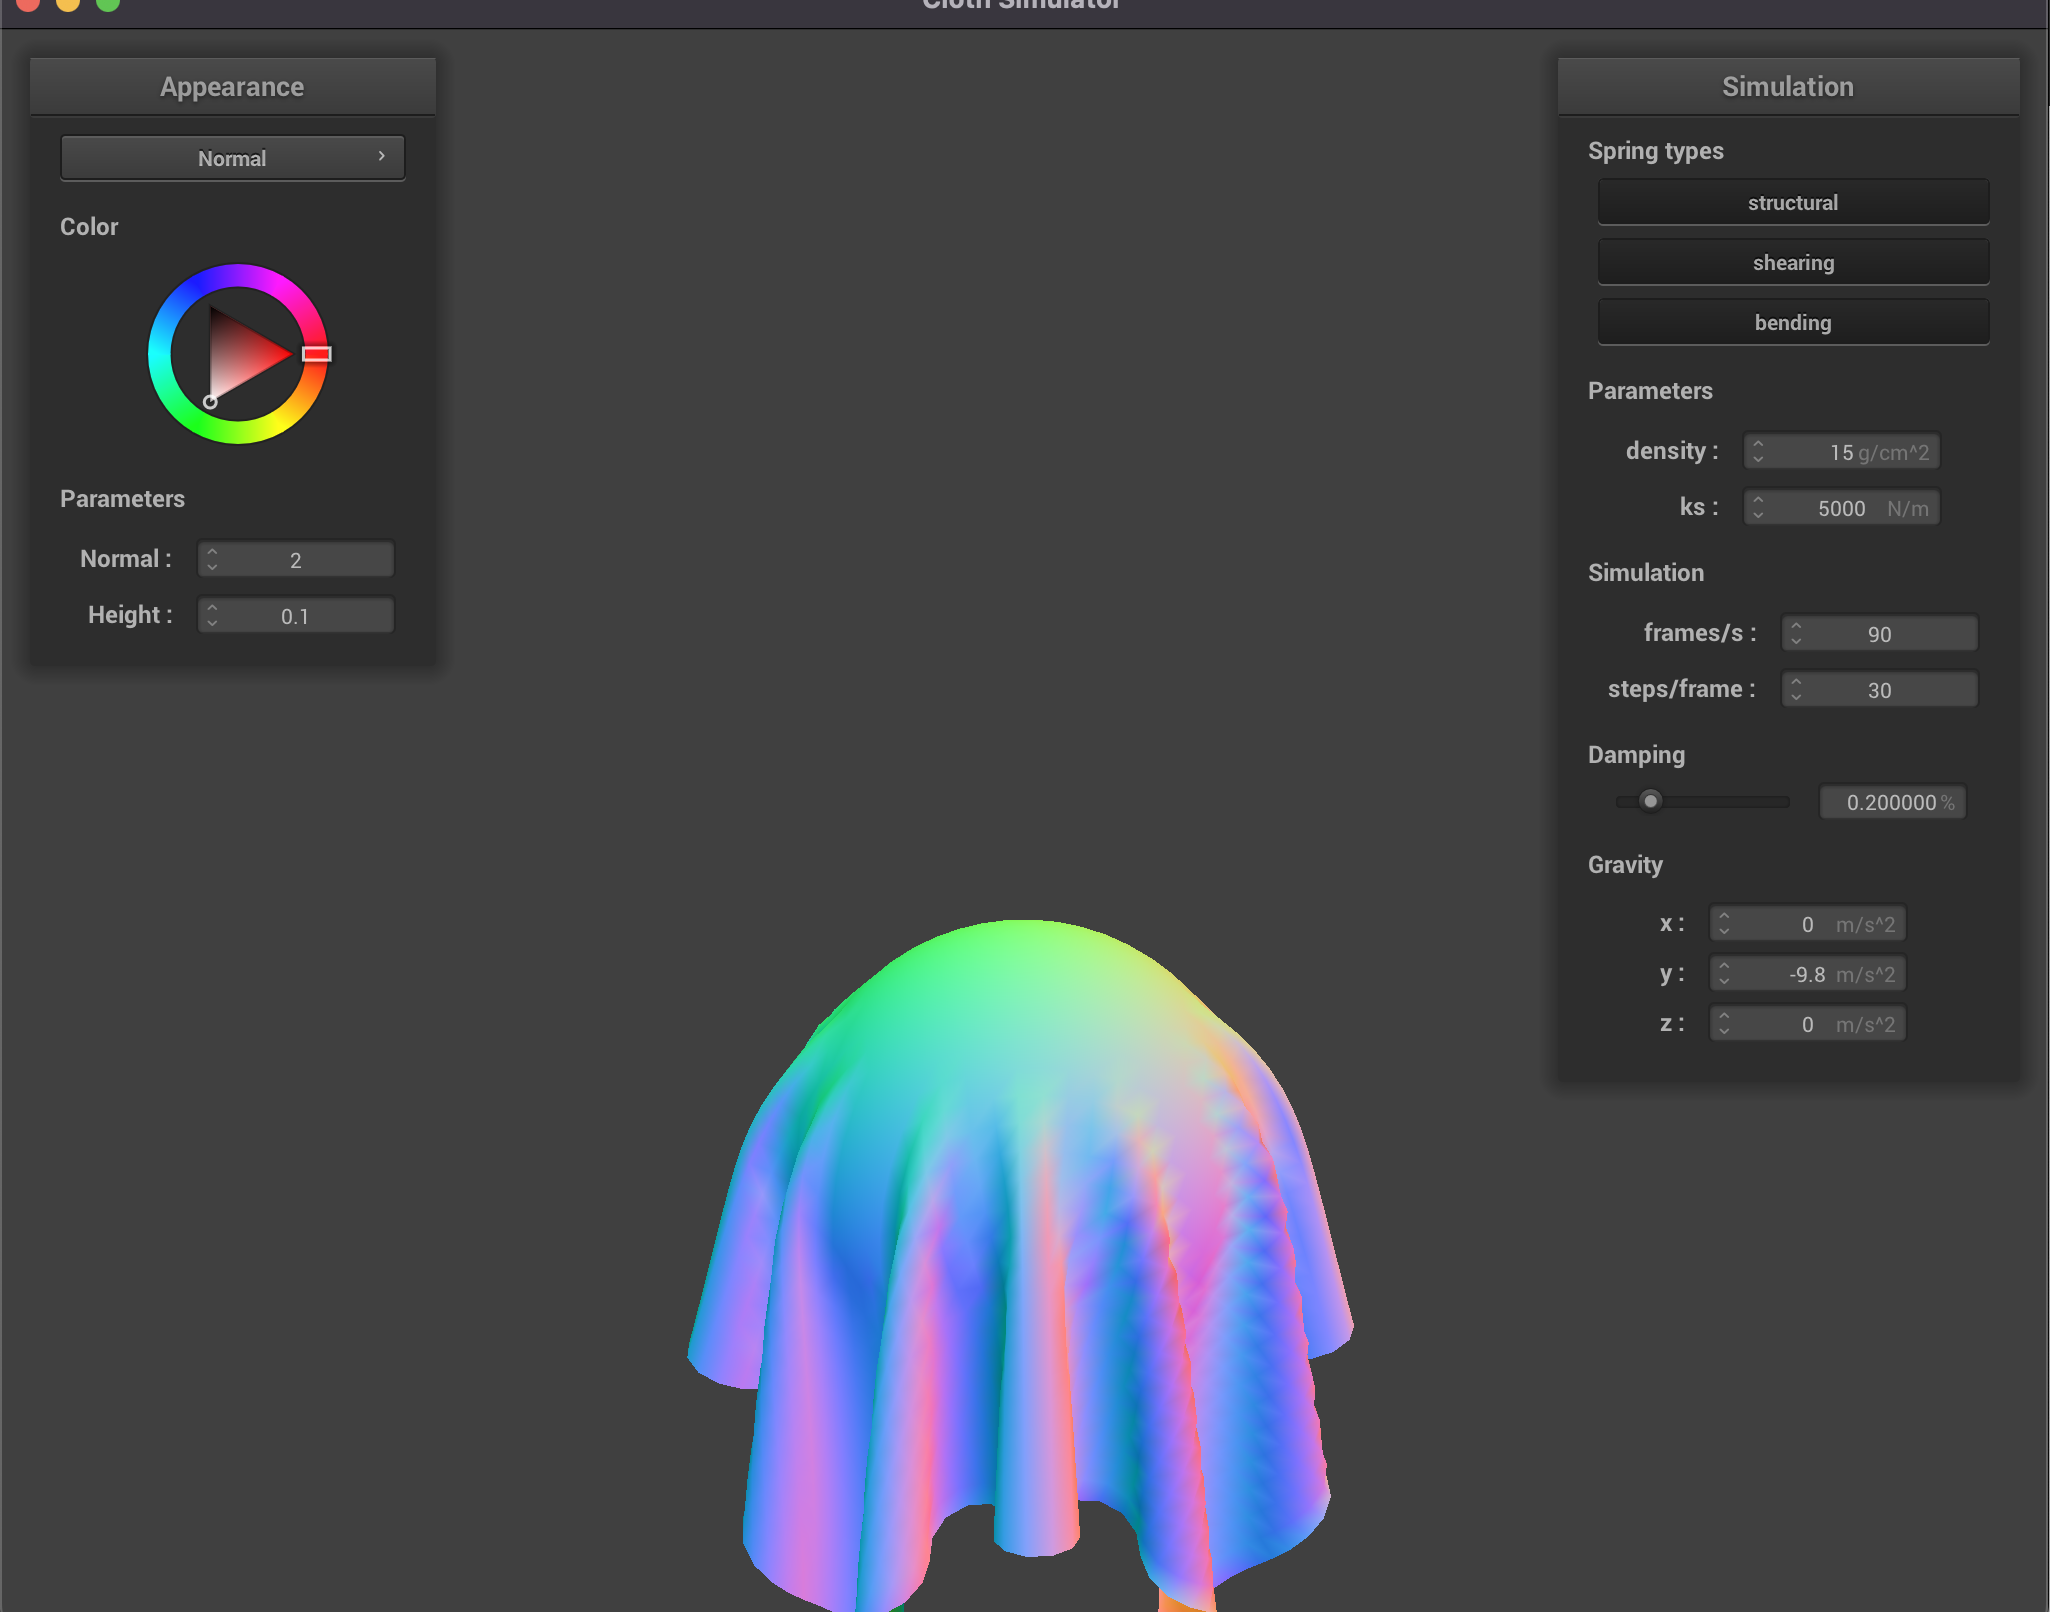 Cloth Simulator
Appearance
Normal
Color
Parameters
Normal : 2
Height : 0.1
Simulation
Spring types
structural
shearing
bending
Parameters
density : 15 g/cm^2
ks : 5000 N/m
Simulation
frames/s : 90
steps/frame : 30
Damping
0.200000 %
Gravity
x : 0 m/s^2
y : -9.8 m/s^2
z : 0 m/s^2